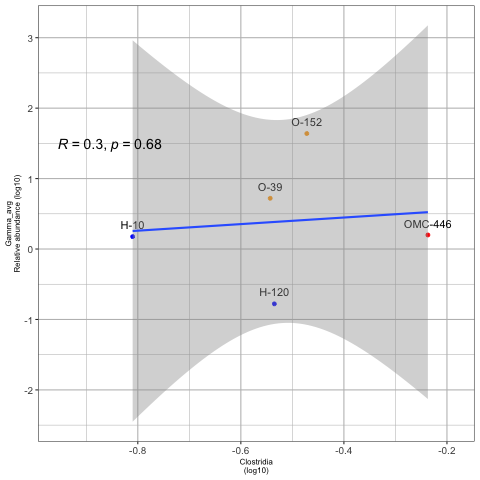 3
2
1
0
-1
-2
Gamma_avg
Relative abundance (log10)
R = 0.3, p = 0.68
O-152
O-39
H-10
OMC-446
H-120
-0.8
-0.6
-0.4
-0.2
Clostridia
(log10)